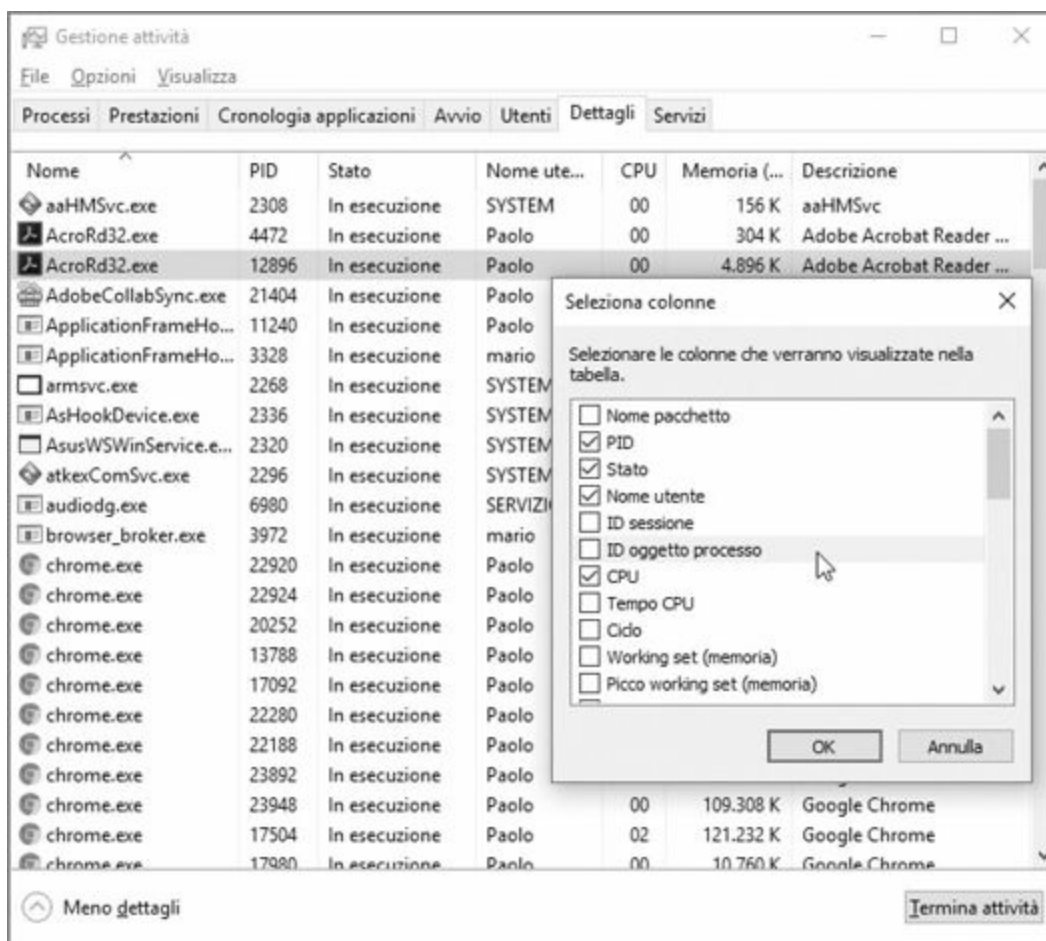 Gestione attività
File Opzioni Visualizza
Processi Prestazioni Cronologia applicazioni Avvio Utenti Dettagli Servizi
Nome PID Stato Nome ute... CPU Memoria (... Descrizione
aaHMSvc.exe 2308 In esecuzione SYSTEM 00 156 K aaHMSvc
AcroRd32.exe 4472 In esecuzione Paolo 00 304 K Adobe Acrobat Reader ...
AcroRd32.exe 12896 In esecuzione Paolo 00 4.896 K Adobe Acrobat Reader ...
AdobeCollabSync.exe 21404 In esecuzione Paolo
ApplicationFrameHo... 11240 In esecuzione Paolo
ApplicationFrameHo... 3328 In esecuzione mario
armsvc.exe 2268 In esecuzione SYSTEM
AsHookDevice.exe 2336 In esecuzione SYSTEM
AsusWSWinService.e... 2320 In esecuzione SYSTEM
atkexComSvc.exe 2296 In esecuzione SYSTEM
audiodg.exe 6980 In esecuzione SERVIZI
browser_broker.exe 3972 In esecuzione mario
chrome.exe 22920 In esecuzione Paolo
chrome.exe 22924 In esecuzione Paolo
chrome.exe 20252 In esecuzione Paolo
chrome.exe 13788 In esecuzione Paolo
chrome.exe 17092 In esecuzione Paolo
chrome.exe 22280 In esecuzione Paolo
chrome.exe 22188 In esecuzione Paolo
chrome.exe 23892 In esecuzione Paolo
chrome.exe 23948 In esecuzione Paolo 00 109.308 K Google Chrome
chrome.exe 17504 In esecuzione Paolo 02 121.232 K Google Chrome
chrome.exe 17980 In esecuzione Paolo 00 10.760 K Google Chrome
Seleziona colonne
Selezionare le colonne che verranno visualizzate nella
tabella.
Nome pacchetto
PID
Stato
Nome utente
ID sessione
ID oggetto processo
CPU
Tempo CPU
Ciclo
Working set (memoria)
Picco working set (memoria)
OK Annulla
Meno dettagli Termina attività